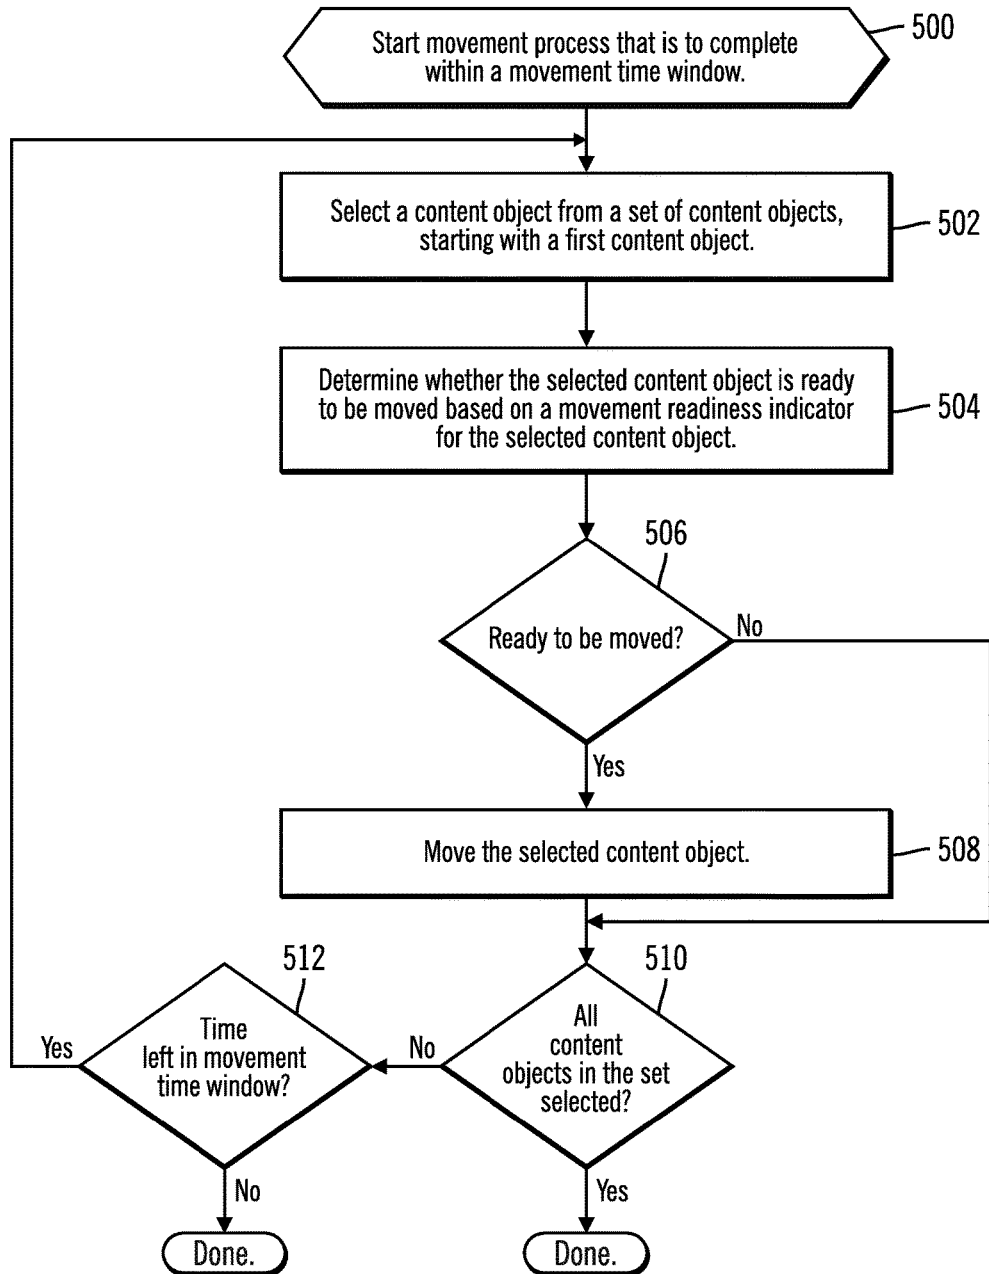 Start movement process that is to complete
within a movement time window.
500
Select a content object from a set of content objects,
starting with a first content object.
502
Determine whether the selected content object is ready
to be moved based on a movement readiness indicator
for the selected content object.
504
506
Ready to be moved?
No
Yes
Move the selected content object.
508
512
510
Time
left in movement
time window?
Yes
No
All
content
objects in the set
selected?
No
Yes
Done.
Done.